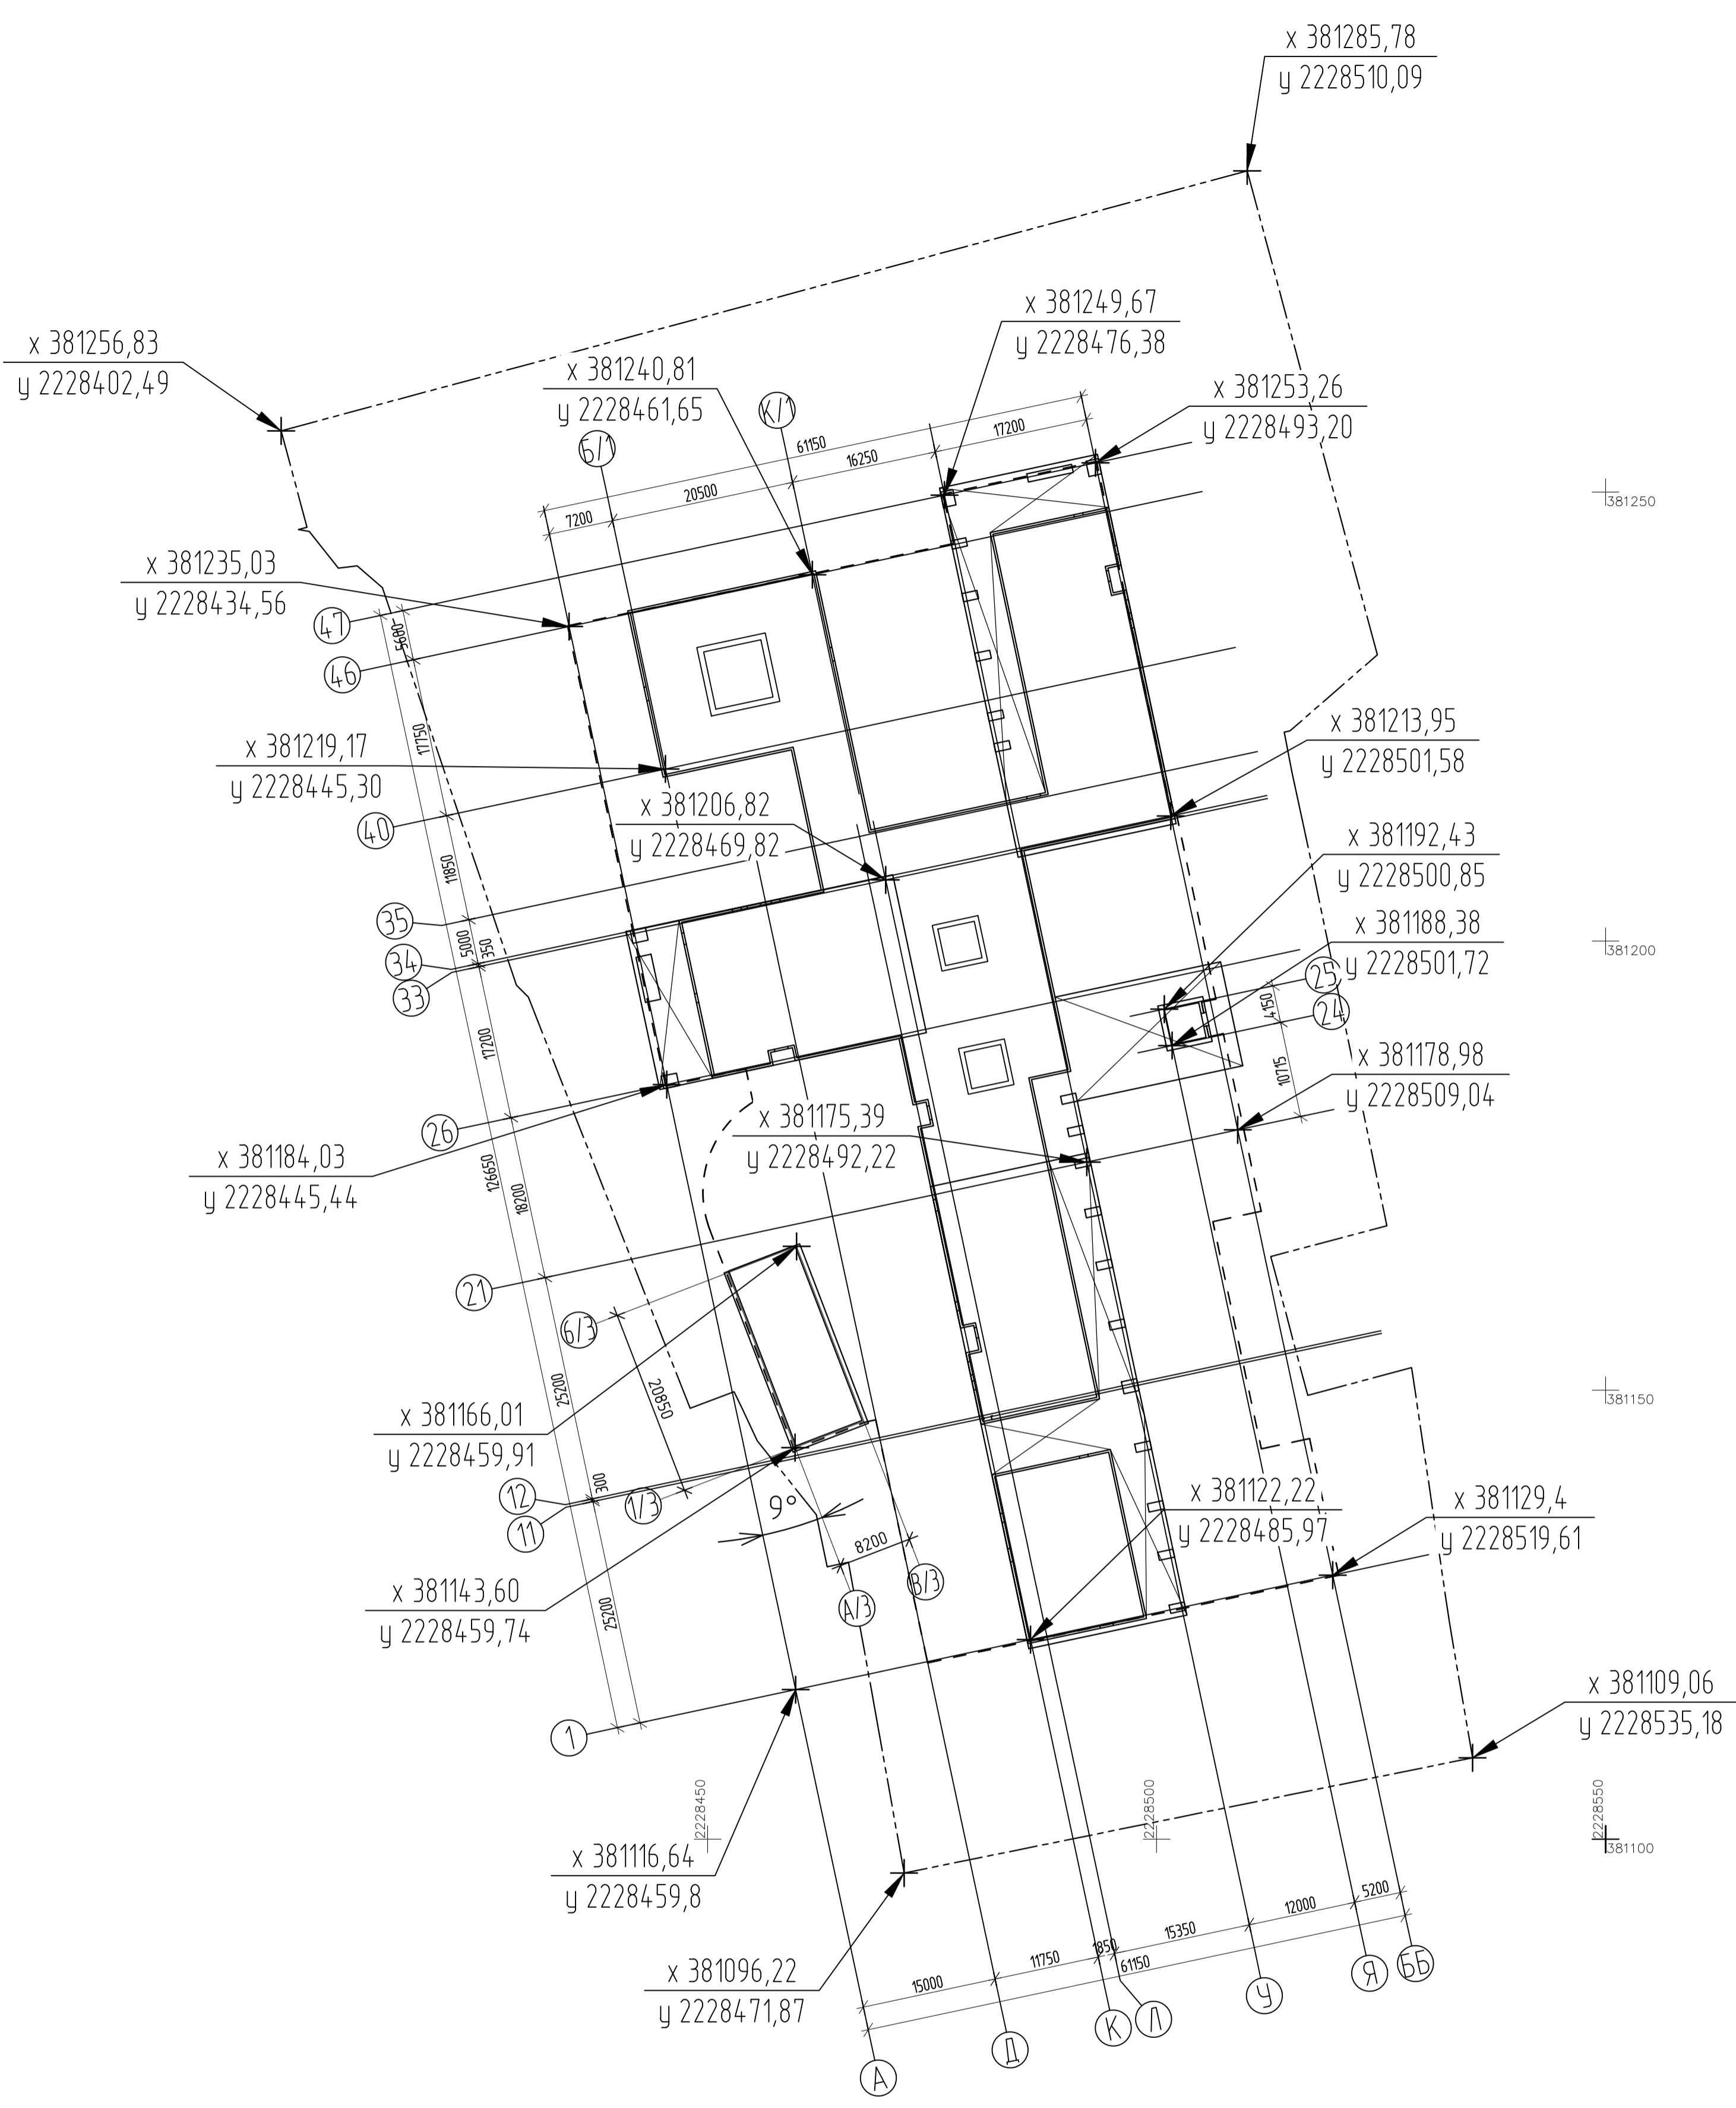 x 381285,78
y 2228510,09
x 381249,67
y 2228476,38
x 381256,83
y 2228402,49
x 381240,81
y 2228461,65
x 381253,26
y 2228493,20
К/1
Б/1
61150
17200
16250
20500
7200
381250
x 381235,03
y 2228434,56
47
46
5600
17750
x 381219,17
y 2228445,30
x 381213,95
y 2228501,58
40
x 381206,82
y 2228469,82
x 381192,43
y 2228500,85
11850
35
5000
350
34
33
x 381188,38
y 2228501,72
381200
25
24
4150
10715
17200
x 381178,98
y 2228509,04
26
x 381175,39
y 2228492,22
x 381184,03
y 2228445,44
126650
18200
21
6/3
20850
25200
x 381166,01
y 2228459,91
381150
12
11
300
1/3
9°
x 381122,22
y 2228485,97
x 381129,4
y 2228519,61
8200
В/3
А/3
x 381143,60
y 2228459,74
25200
1
x 381109,06
y 2228535,18
2228450
2228500
2228550
381100
x 381116,64
y 2228459,8
x 381096,22
y 2228471,87
5200
12000
15350
1850
11750
61150
15000
ББ
Я
У
Л
К
Д
А